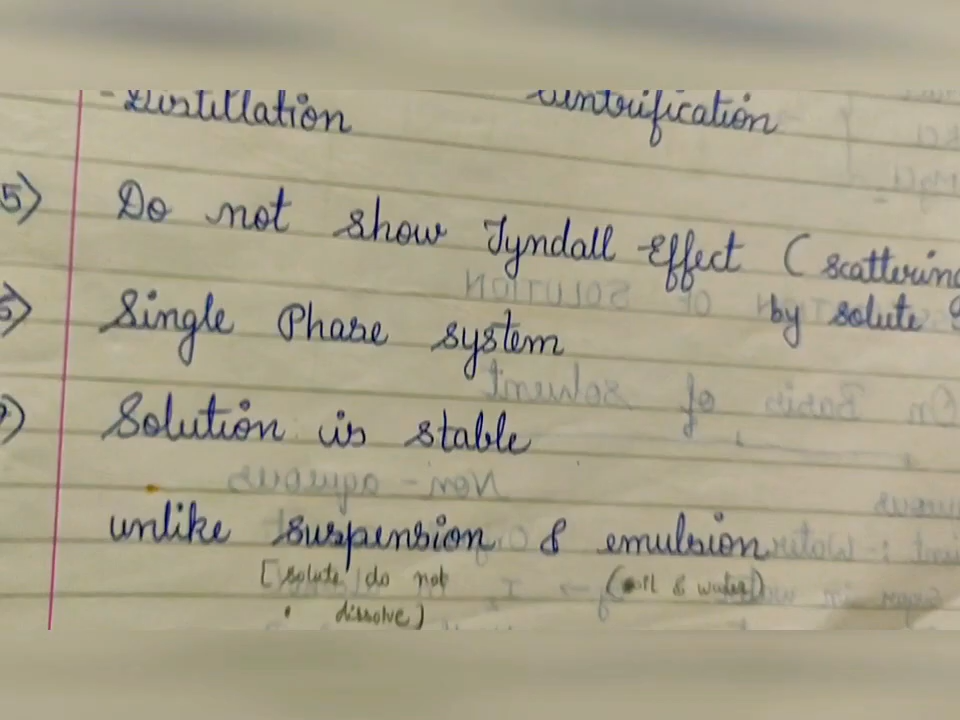 - Distillation Centrification
5) Do not show Tyndall Effect (scattering
by solute
6) Single Phase system
7) Solution is stable
unlike suspension & emulsion
[solute do not (oil & water)
dissolve)